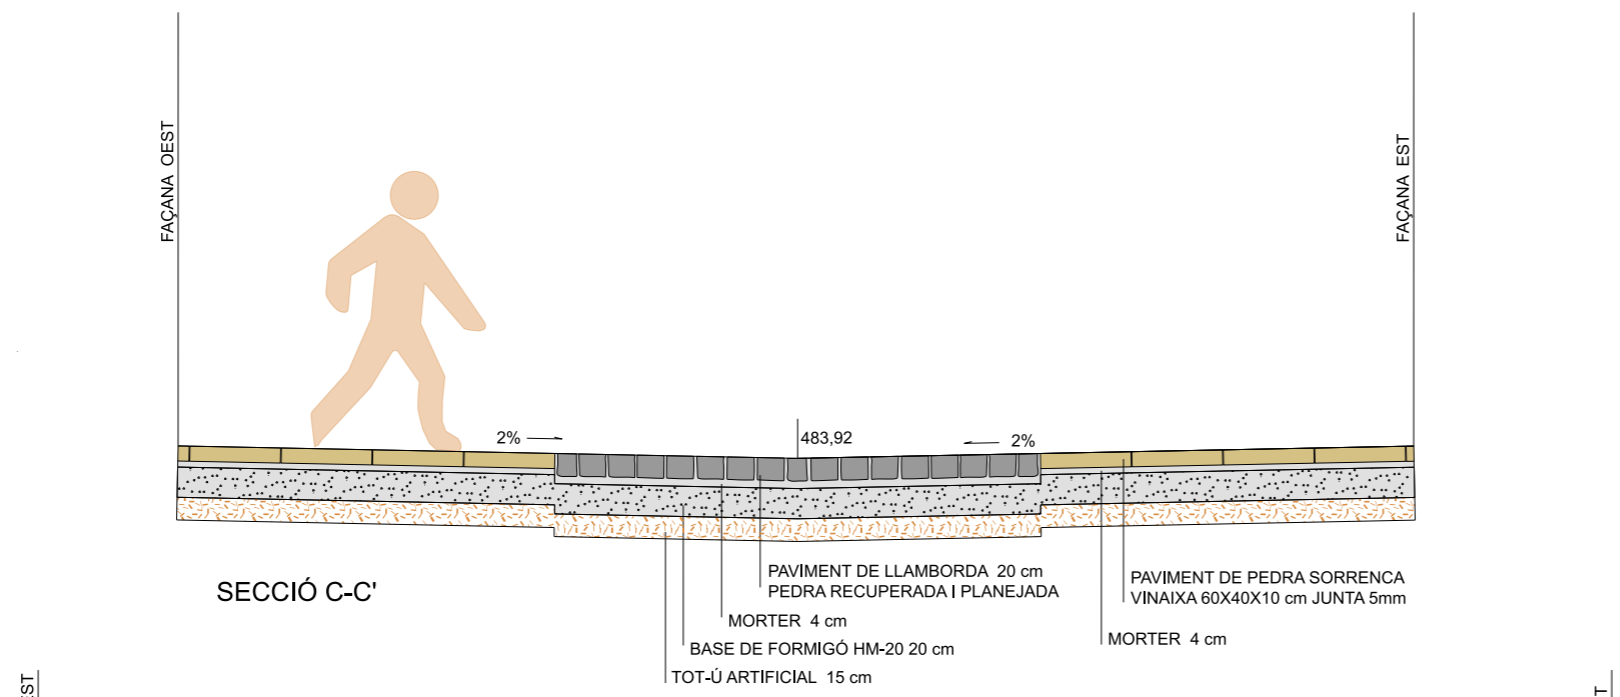 FAÇANA OEST
FAÇANA EST
2%
483,92
2%
SECCIÓ C-C'
PAVIMENT DE LLAMBORDA 20 cm
PEDRA RECUPERADA I PLANEJADA
MORTER 4 cm
BASE DE FORMIGÓ HM-20 20 cm
TOT-Ú ARTIFICIAL 15 cm
PAVIMENT DE PEDRA SORRENCA
VINAIXA 60X40X10 cm JUNTA 5mm
MORTER 4 cm